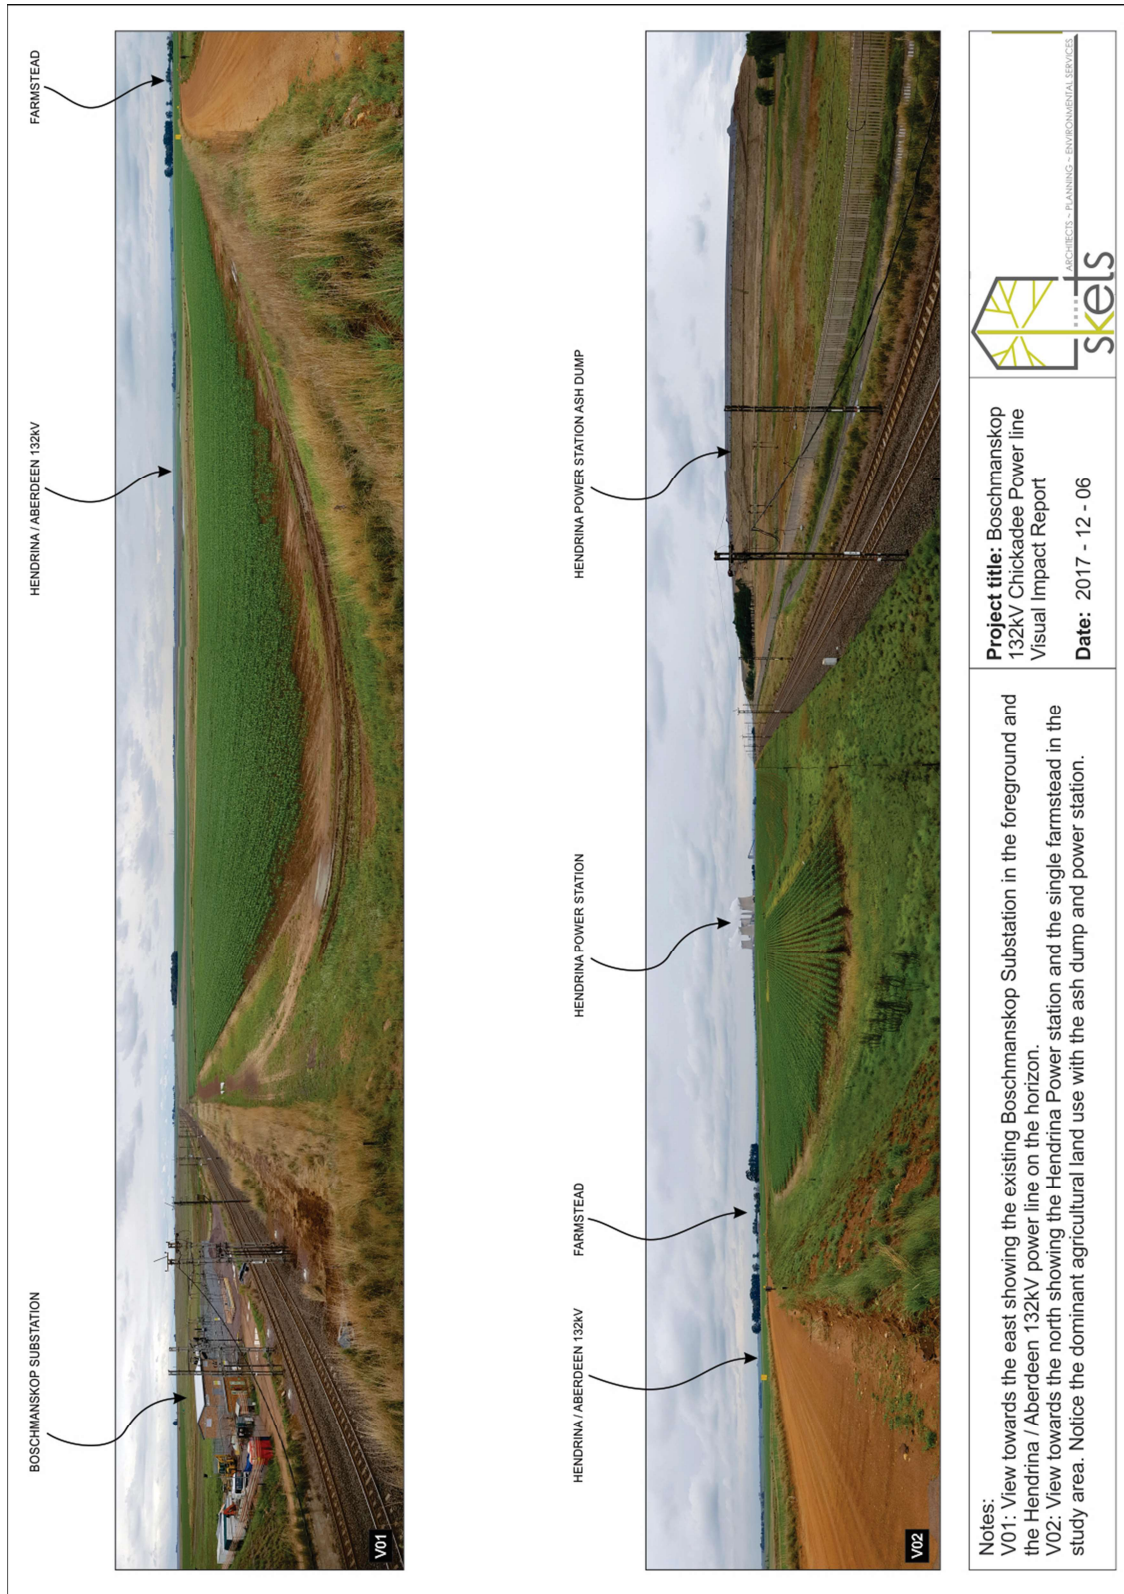 BOSCHMANSKOP SUBSTATION
HENDRINA / ABERDEEN 132kV
FARMSTEAD
V01
HENDRINA / ABERDEEN 132kV
FARMSTEAD
HENDRINA POWER STATION
HENDRINA POWER STATION ASH DUMP
V02
Notes:
V01: View towards the east showing the existing Boschmanskop Substation in the foreground and
the Hendrina / Aberdeen 132kV power line on the horizon.
V02: View towards the north showing the Hendrina Power station and the single farmstead in the
study area. Notice the dominant agricultural land use with the ash dump and power station.
Project title: Boschmanskop
132kV Chickadee Power line
Visual Impact Report
Date: 2017 - 12 - 06
skets
ARCHITECTS ~ PLANNING ~ ENVIRONMENTAL SERVICES